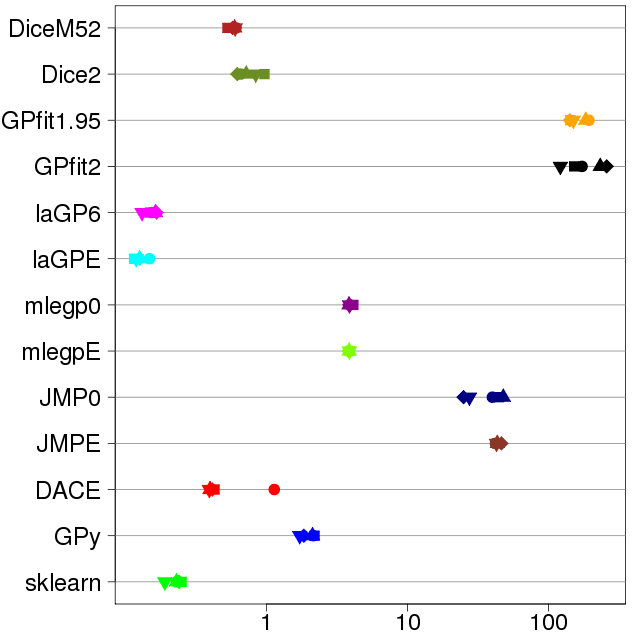 DiceM52
Dice2
GPfit1.95
GPfit2
laGP6
laGPE
mlegp0
mlegpE
JMP0
JMPE
DACE
GPy
sklearn
1 10 100